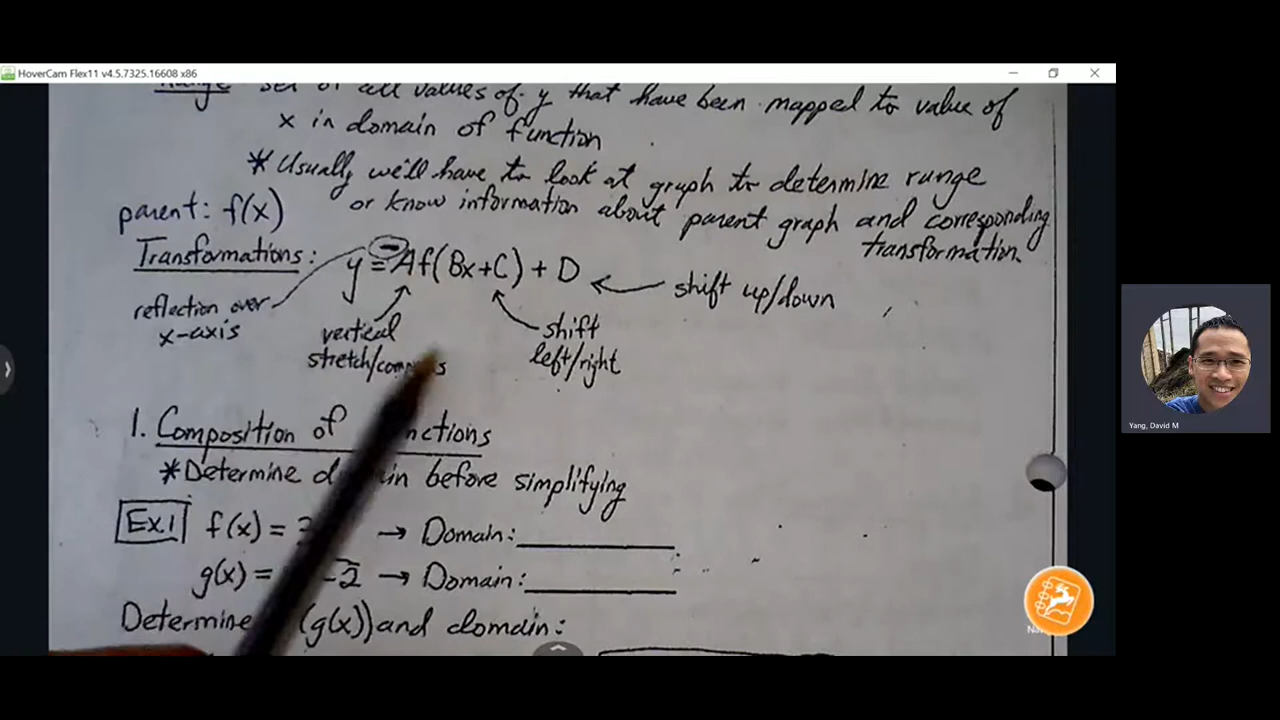 HoverCam Flex11 v4.5.7325.16608 x86
Range set of all values of y that have been mapped to value of
x in domain of function
* Usually we'll have to look at graph to determine range
or know information about parent graph and corresponding
transformation.
parent: f(x)
Transformations: y = - Af(Bx+C) + D
shift up/down
reflection over
x-axis
vertical
stretch/
shift
left/right
1. Composition of
* Determine before simplifying
Ex.1 f(x) = → Domain:
g(x) = -2 → Domain:
Determine (g(x)) and domain:
Yang, David M